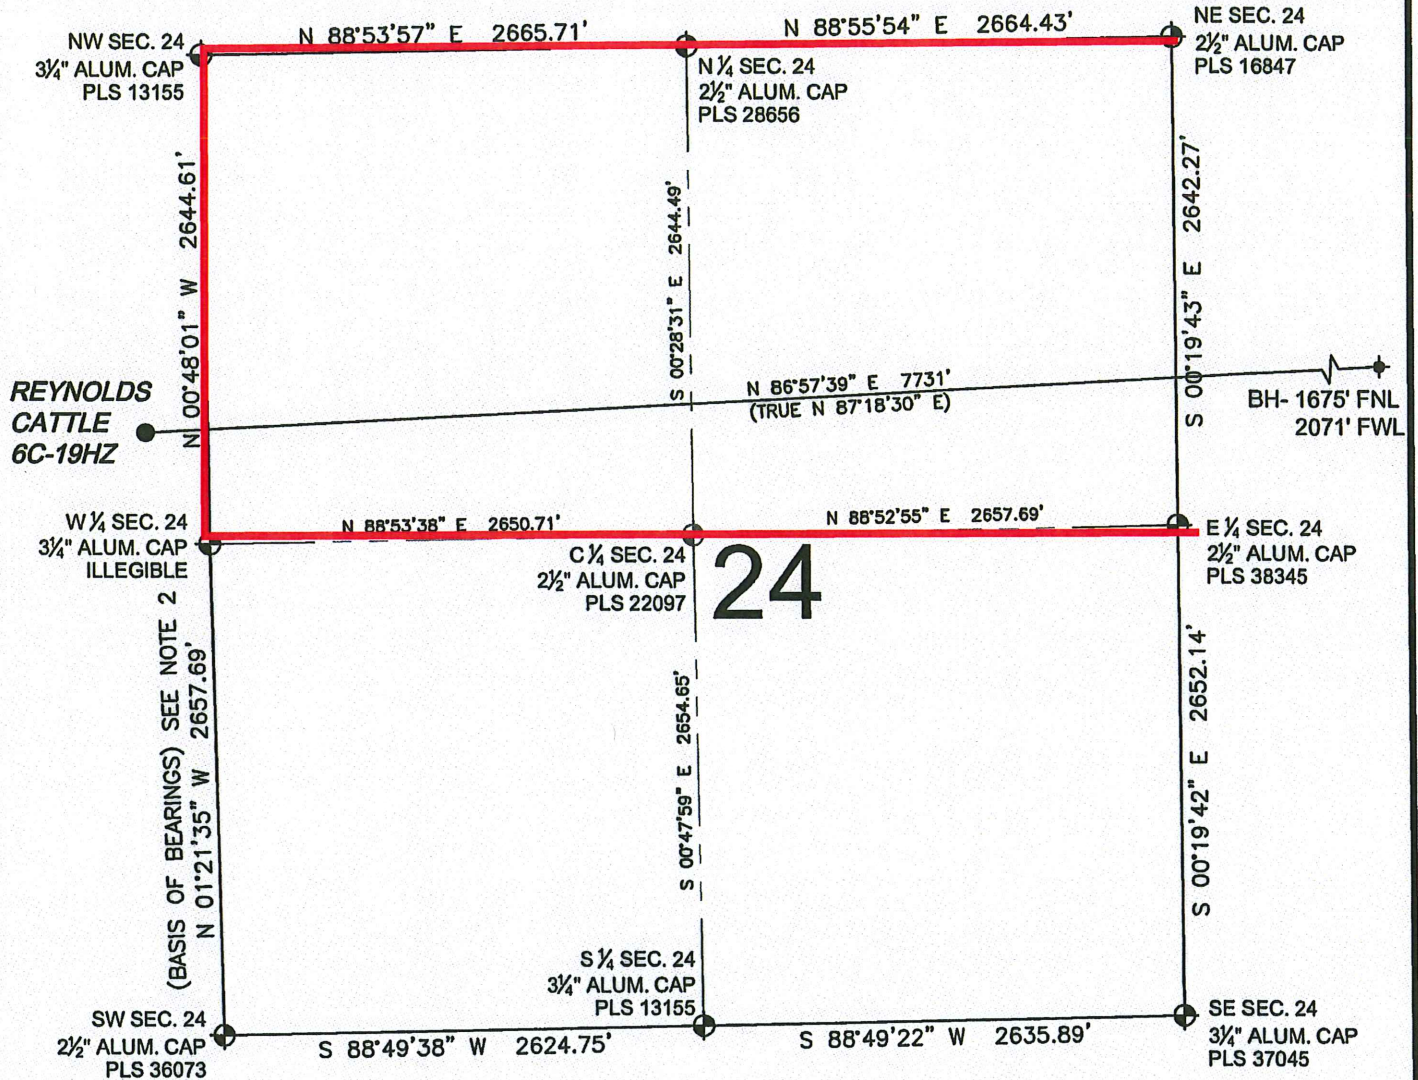 NW SEC. 24
3¼" ALUM. CAP
PLS 13155
N 88°53'57" E 2665.71'
N 88°55'54" E 2664.43'
NE SEC. 24
2½" ALUM. CAP
PLS 16847
N ¼ SEC. 24
2½" ALUM. CAP
PLS 28656
N 00°48'01" W 2644.61'
S 00°28'31" E 2644.49'
S 00°19'43" E 2642.27'
REYNOLDS
CATTLE
6C-19HZ
N 86°57'39" E 7731'
(TRUE N 87°18'30" E)
BH- 1675' FNL
2071' FWL
W ¼ SEC. 24
3¼" ALUM. CAP
ILLEGIBLE
N 88°53'38" E 2650.71'
N 88°52'55" E 2657.69'
E ¼ SEC. 24
2½" ALUM. CAP
PLS 38345
C ¼ SEC. 24
2½" ALUM. CAP
PLS 22097
24
(BASIS OF BEARINGS) SEE NOTE 2
N 01°21'35" W 2657.69'
S 00°47'59" E 2654.65'
S 00°19'42" E 2652.14'
S ¼ SEC. 24
3¼" ALUM. CAP
PLS 13155
SW SEC. 24
2½" ALUM. CAP
PLS 36073
S 88°49'38" W 2624.75'
S 88°49'22" W 2635.89'
SE SEC. 24
3¼" ALUM. CAP
PLS 37045